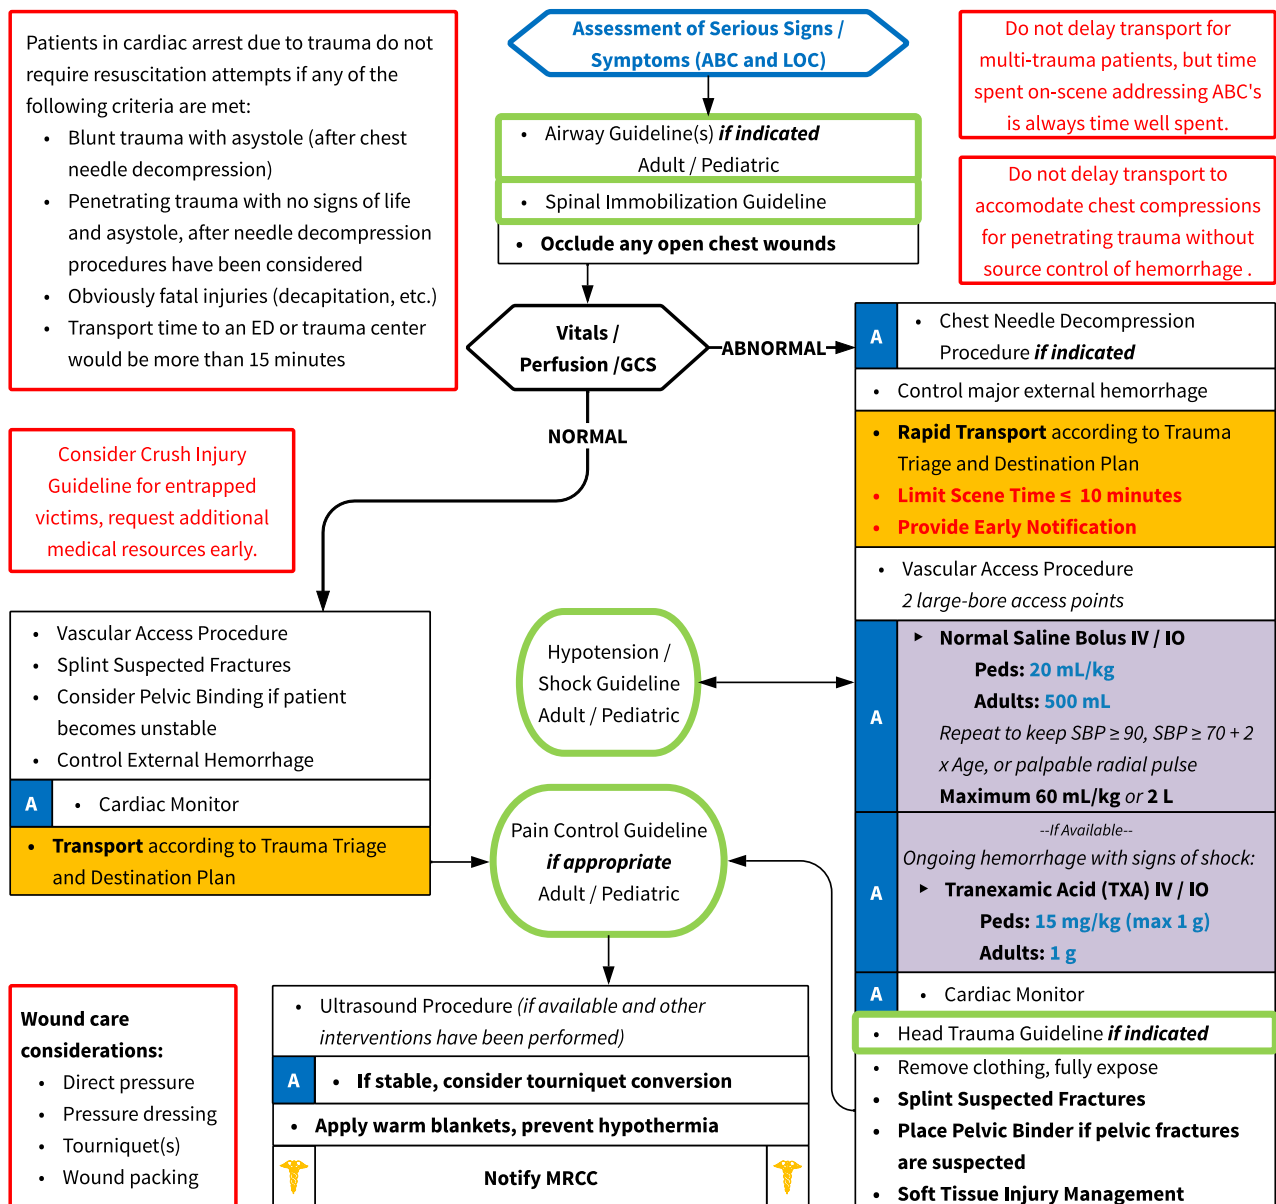 Patients in cardiac arrest due to trauma do not
require resuscitation attempts if any of the
following criteria are met:
• Blunt trauma with asystole (after chest
needle decompression)
• Penetrating trauma with no signs of life
and asystole, after needle decompression
procedures have been considered
• Obviously fatal injuries (decapitation, etc.)
• Transport time to an ED or trauma center
would be more than 15 minutes
Assessment of Serious Signs /
Symptoms (ABC and LOC)
• Airway Guideline(s) if indicated
Adult / Pediatric
• Spinal Immobilization Guideline
• Occlude any open chest wounds
Do not delay transport for
multi-trauma patients, but time
spent on-scene addressing ABC's
is always time well spent.
Do not delay transport to
accomodate chest compressions
for penetrating trauma without
source control of hemorrhage .
Vitals /
Perfusion /GCS
ABNORMAL
NORMAL
Consider Crush Injury
Guideline for entrapped
victims, request additional
medical resources early.
• Vascular Access Procedure
• Splint Suspected Fractures
• Consider Pelvic Binding if patient
becomes unstable
• Control External Hemorrhage
A
• Cardiac Monitor
• Transport according to Trauma Triage
and Destination Plan
A
• Chest Needle Decompression
Procedure if indicated
• Control major external hemorrhage
• Rapid Transport according to Trauma
Triage and Destination Plan
• Limit Scene Time ≤ 10 minutes
• Provide Early Notification
• Vascular Access Procedure
2 large-bore access points
A
▸ Normal Saline Bolus IV / IO
Peds: 20 mL/kg
Adults: 500 mL
Repeat to keep SBP ≥ 90, SBP ≥ 70 + 2
x Age, or palpable radial pulse
Maximum 60 mL/kg or 2 L
--If Available--
Ongoing hemorrhage with signs of shock:
A
▸ Tranexamic Acid (TXA) IV / IO
Peds: 15 mg/kg (max 1 g)
Adults: 1 g
A
• Cardiac Monitor
• Head Trauma Guideline if indicated
• Remove clothing, fully expose
• Splint Suspected Fractures
• Place Pelvic Binder if pelvic fractures
are suspected
• Soft Tissue Injury Management
Hypotension /
Shock Guideline
Adult / Pediatric
Pain Control Guideline
if appropriate
Adult / Pediatric
• Ultrasound Procedure (if available and other
interventions have been performed)
A
• If stable, consider tourniquet conversion
• Apply warm blankets, prevent hypothermia
Notify MRCC
Wound care
considerations:
• Direct pressure
• Pressure dressing
• Tourniquet(s)
• Wound packing